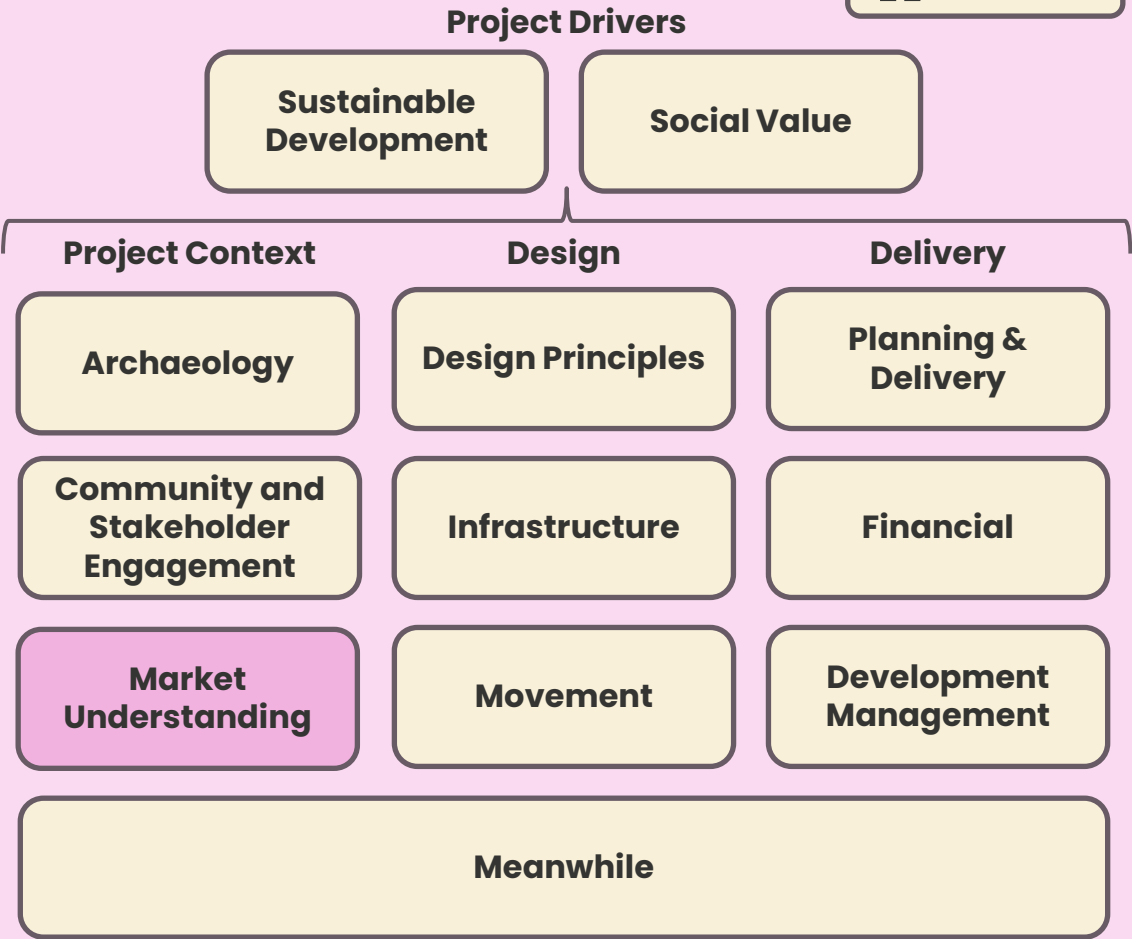 Project Drivers
Sustainable
Development
Social Value
Project Context
Design
Delivery
Archaeology
Design Principles
Planning &
Delivery
Community and
Stakeholder
Engagement
Infrastructure
Financial
Market
Understanding
Movement
Development
Management
Meanwhile